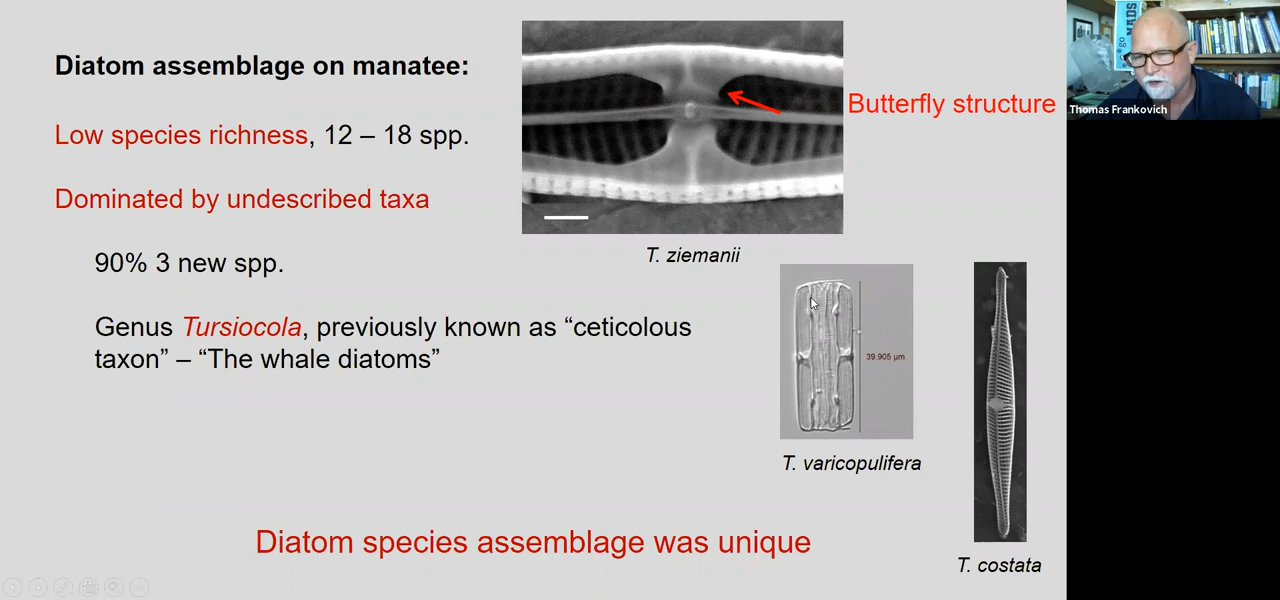 Diatom assemblage on manatee:
Low species richness, 12 – 18 spp.
Dominated by undescribed taxa
90% 3 new spp.
Genus Tursiocola, previously known as “ceticolous
taxon” – “The whale diatoms”
Butterfly structure
T. ziemanii
39.905 µm
T. varicopulifera
T. costata
Diatom species assemblage was unique
go
NADS
Thomas Frankovich